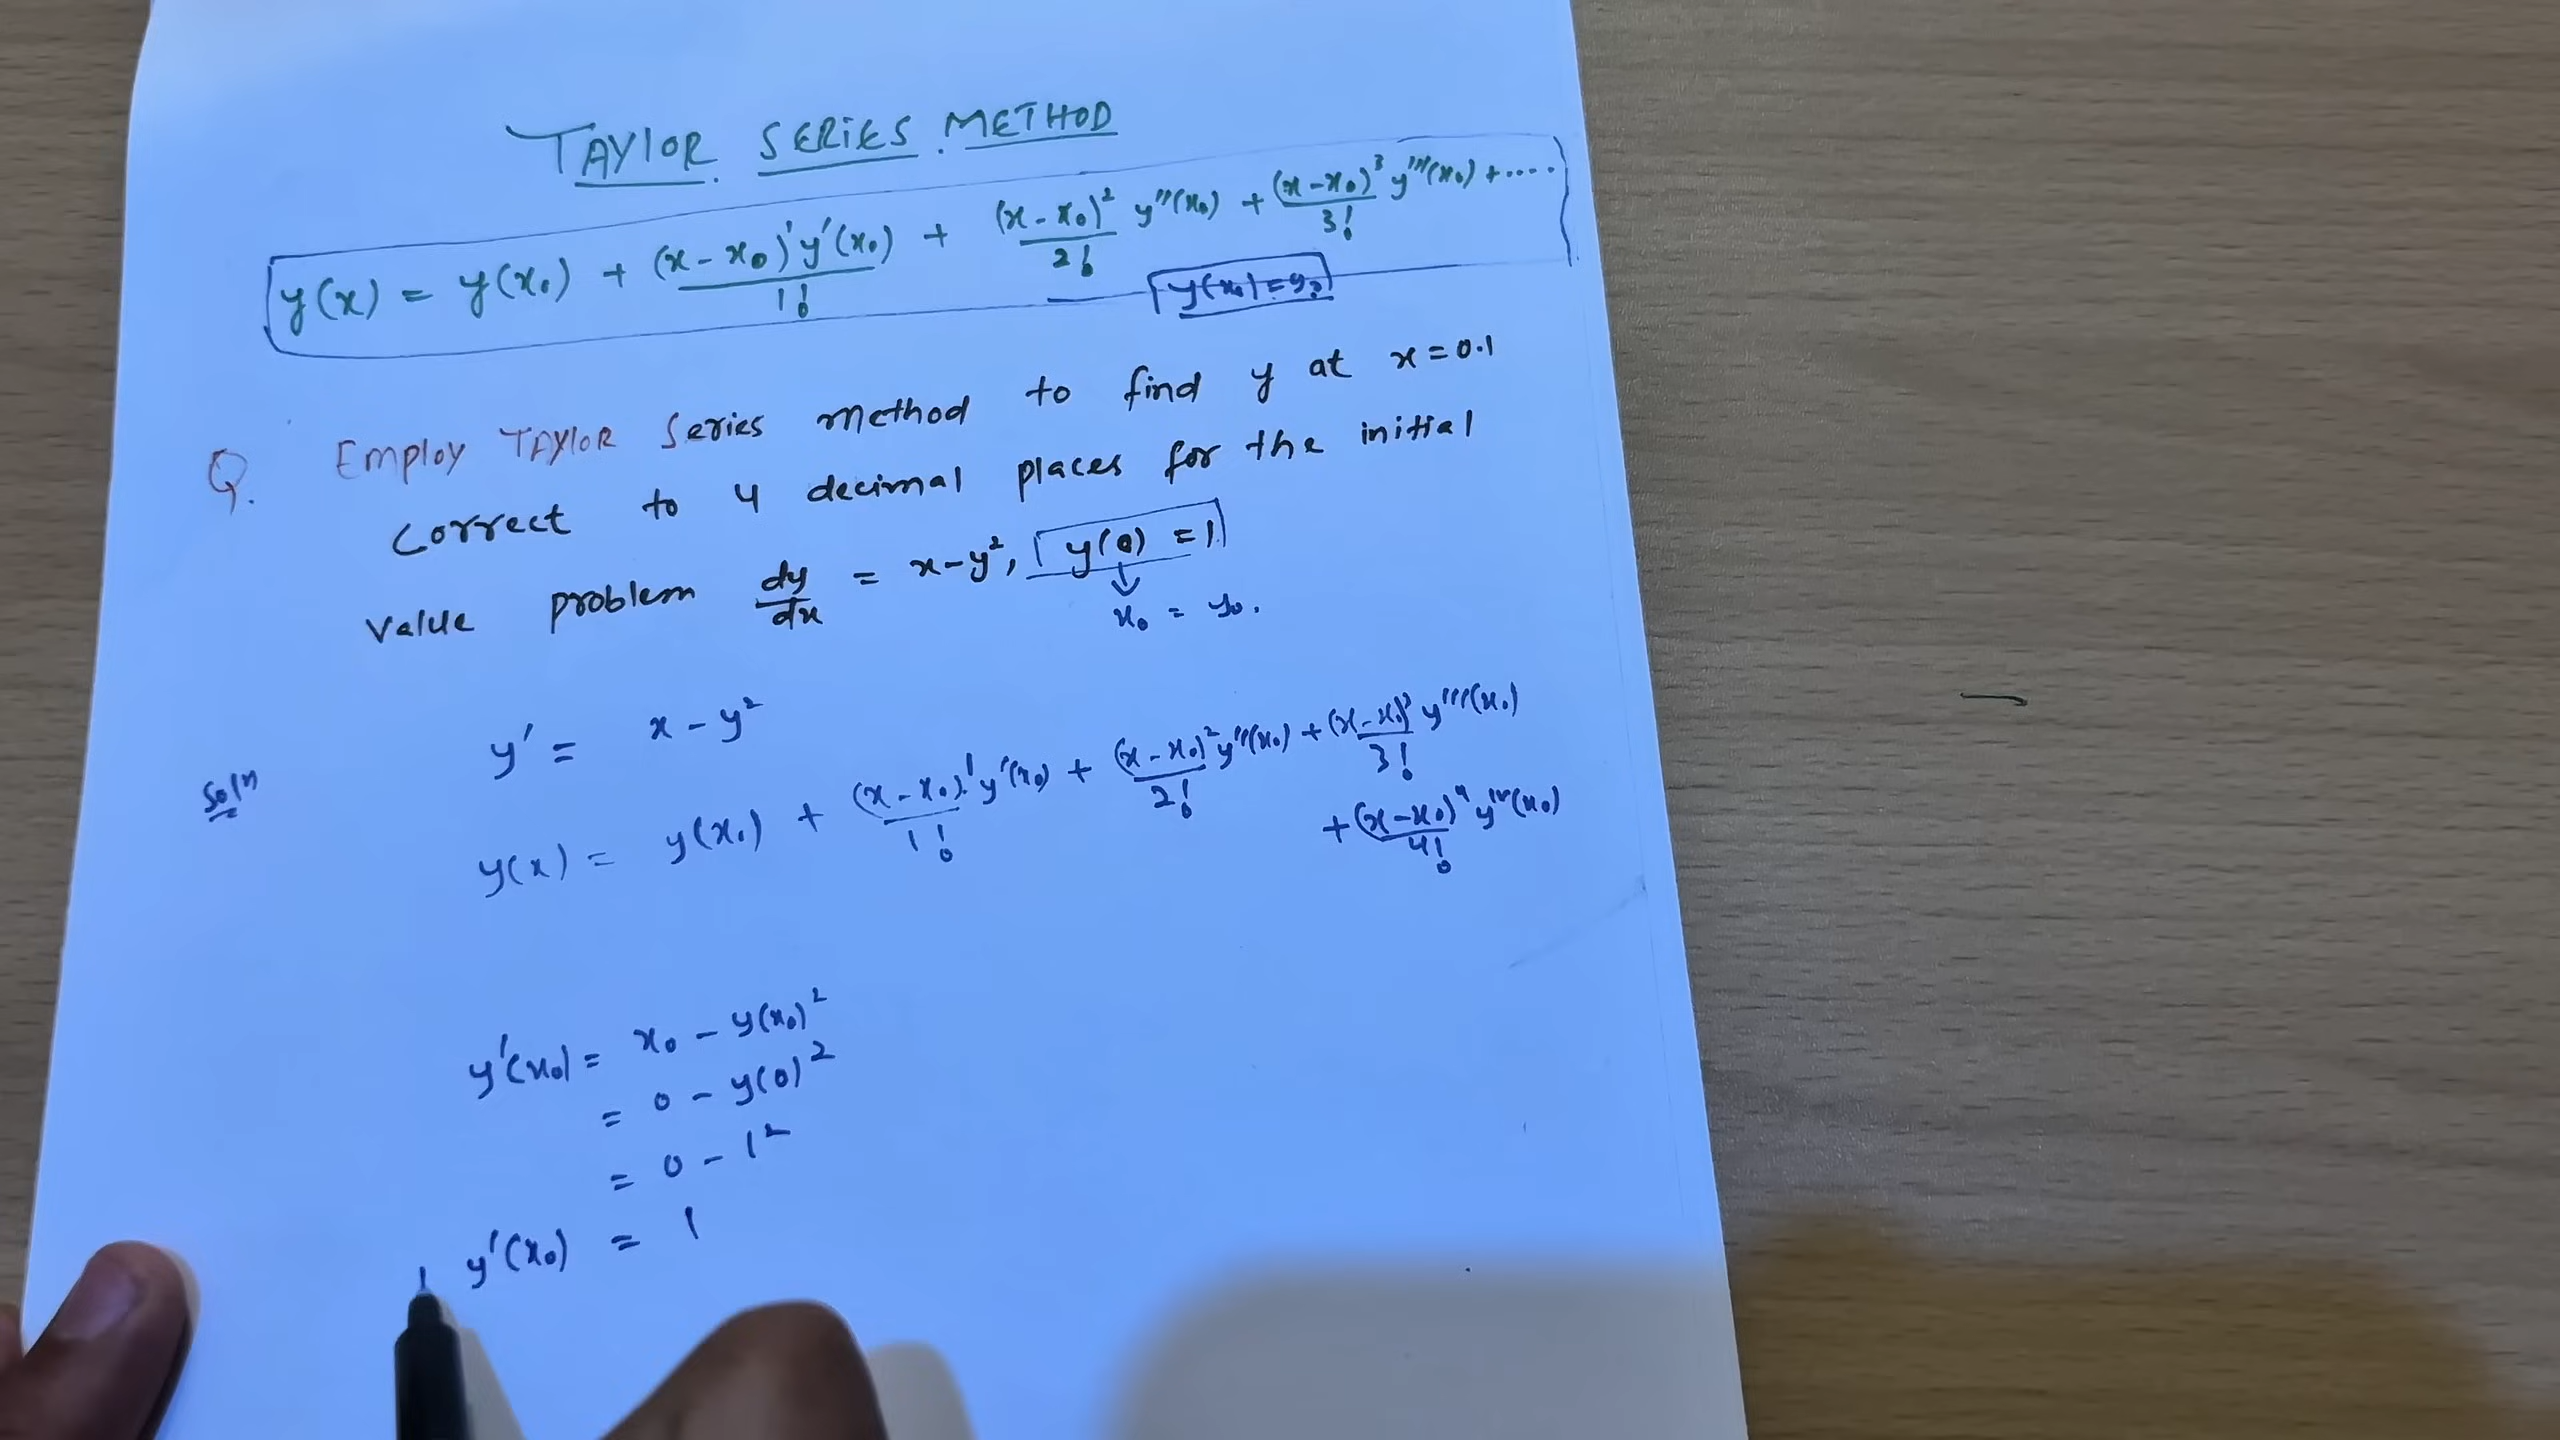 TAYLOR SERIES METHOD
y(x) = y(x₀) + (x-x₀)' y'(x₀) / 1! + (x-x₀)² / 2! y''(x₀) + (x-x₀)³ / 3! y'''(x₀) + ....
y(x₀) = y₀
Q. Employ TAYLOR Series method to find y at x = 0.1
correct to 4 decimal places for the initial
value problem dy/dx = x-y², y(0) = 1
x₀ = y₀.
Solⁿ y' = x - y²
y(x) = y(x₀) + (x-x₀)' / 1! y'(x₀) + (x-x₀)² / 2! y''(x₀) + (x-x₀)³ / 3! y'''(x₀)
+ (x-x₀)⁴ / 4! yⁱᵛ(x₀)
y'(x₀) = x₀ - y(x₀)²
= 0 - y(0)²
= 0 - 1²
y'(x₀) = 1